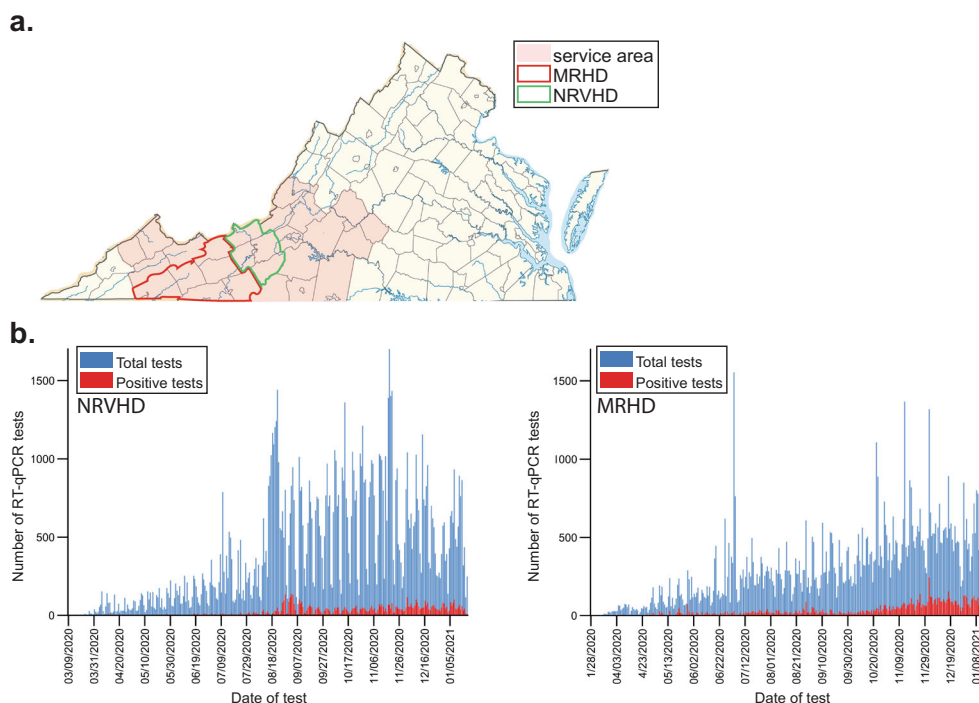 a.
service area
MRHD
NRVHD
b.
Total tests
Positive tests
NRVHD
Number of RT-qPCR tests
1500
1000
500
0
03/09/2020
03/31/2020
04/20/2020
05/10/2020
05/30/2020
06/19/2020
07/09/2020
07/29/2020
08/18/2020
09/07/2020
09/27/2020
10/17/2020
11/06/2020
11/26/2020
12/16/2020
01/05/2021
Date of test
Total tests
Positive tests
MRHD
Number of RT-qPCR tests
1500
1000
500
0
1/28/2020
04/03/2020
4/23/2020
05/13/2020
06/02/2020
06/22/2020
07/12/2020
08/01/2020
08/21/2020
09/10/2020
09/30/2020
10/20/2020
11/09/2020
11/29/2020
12/19/2020
01/08/2021
Date of test